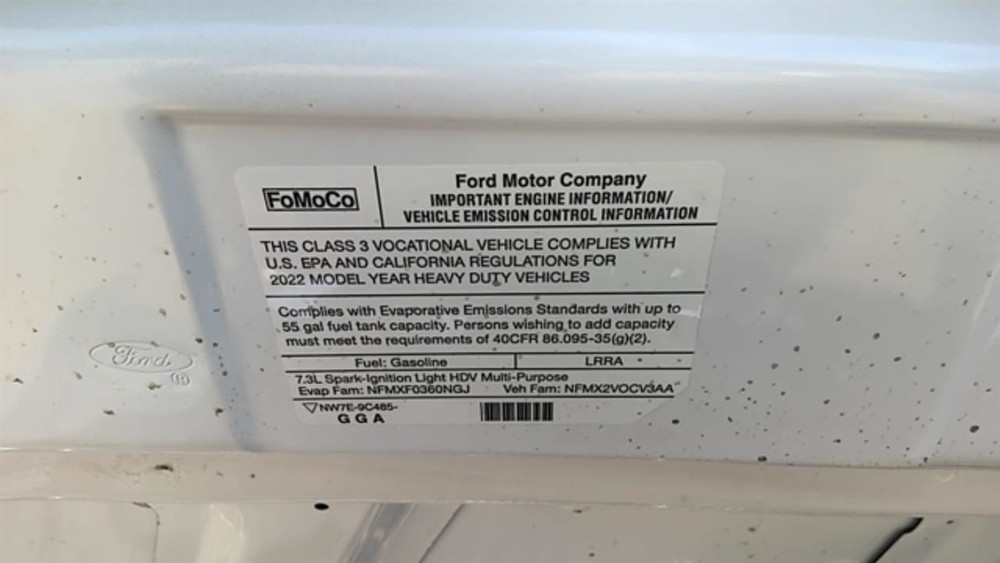 FoMoCo
Ford Motor Company
IMPORTANT ENGINE INFORMATION/
VEHICLE EMISSION CONTROL INFORMATION
THIS CLASS 3 VOCATIONAL VEHICLE COMPLIES WITH
U.S. EPA AND CALIFORNIA REGULATIONS FOR
2022 MODEL YEAR HEAVY DUTY VEHICLES
Complies with Evaporative Emissions Standards with up to
55 gal fuel tank capacity. Persons wishing to add capacity
must meet the requirements of 40CFR 86.095-35(g)(2).
Fuel: Gasoline
LRRA
7.3L Spark-Ignition Light HDV Multi-Purpose
Evap Fam: NFMXF0360NGJ Veh Fam: NFMX2VOCV3AA
NW7E-9C485-
G G A
Ford